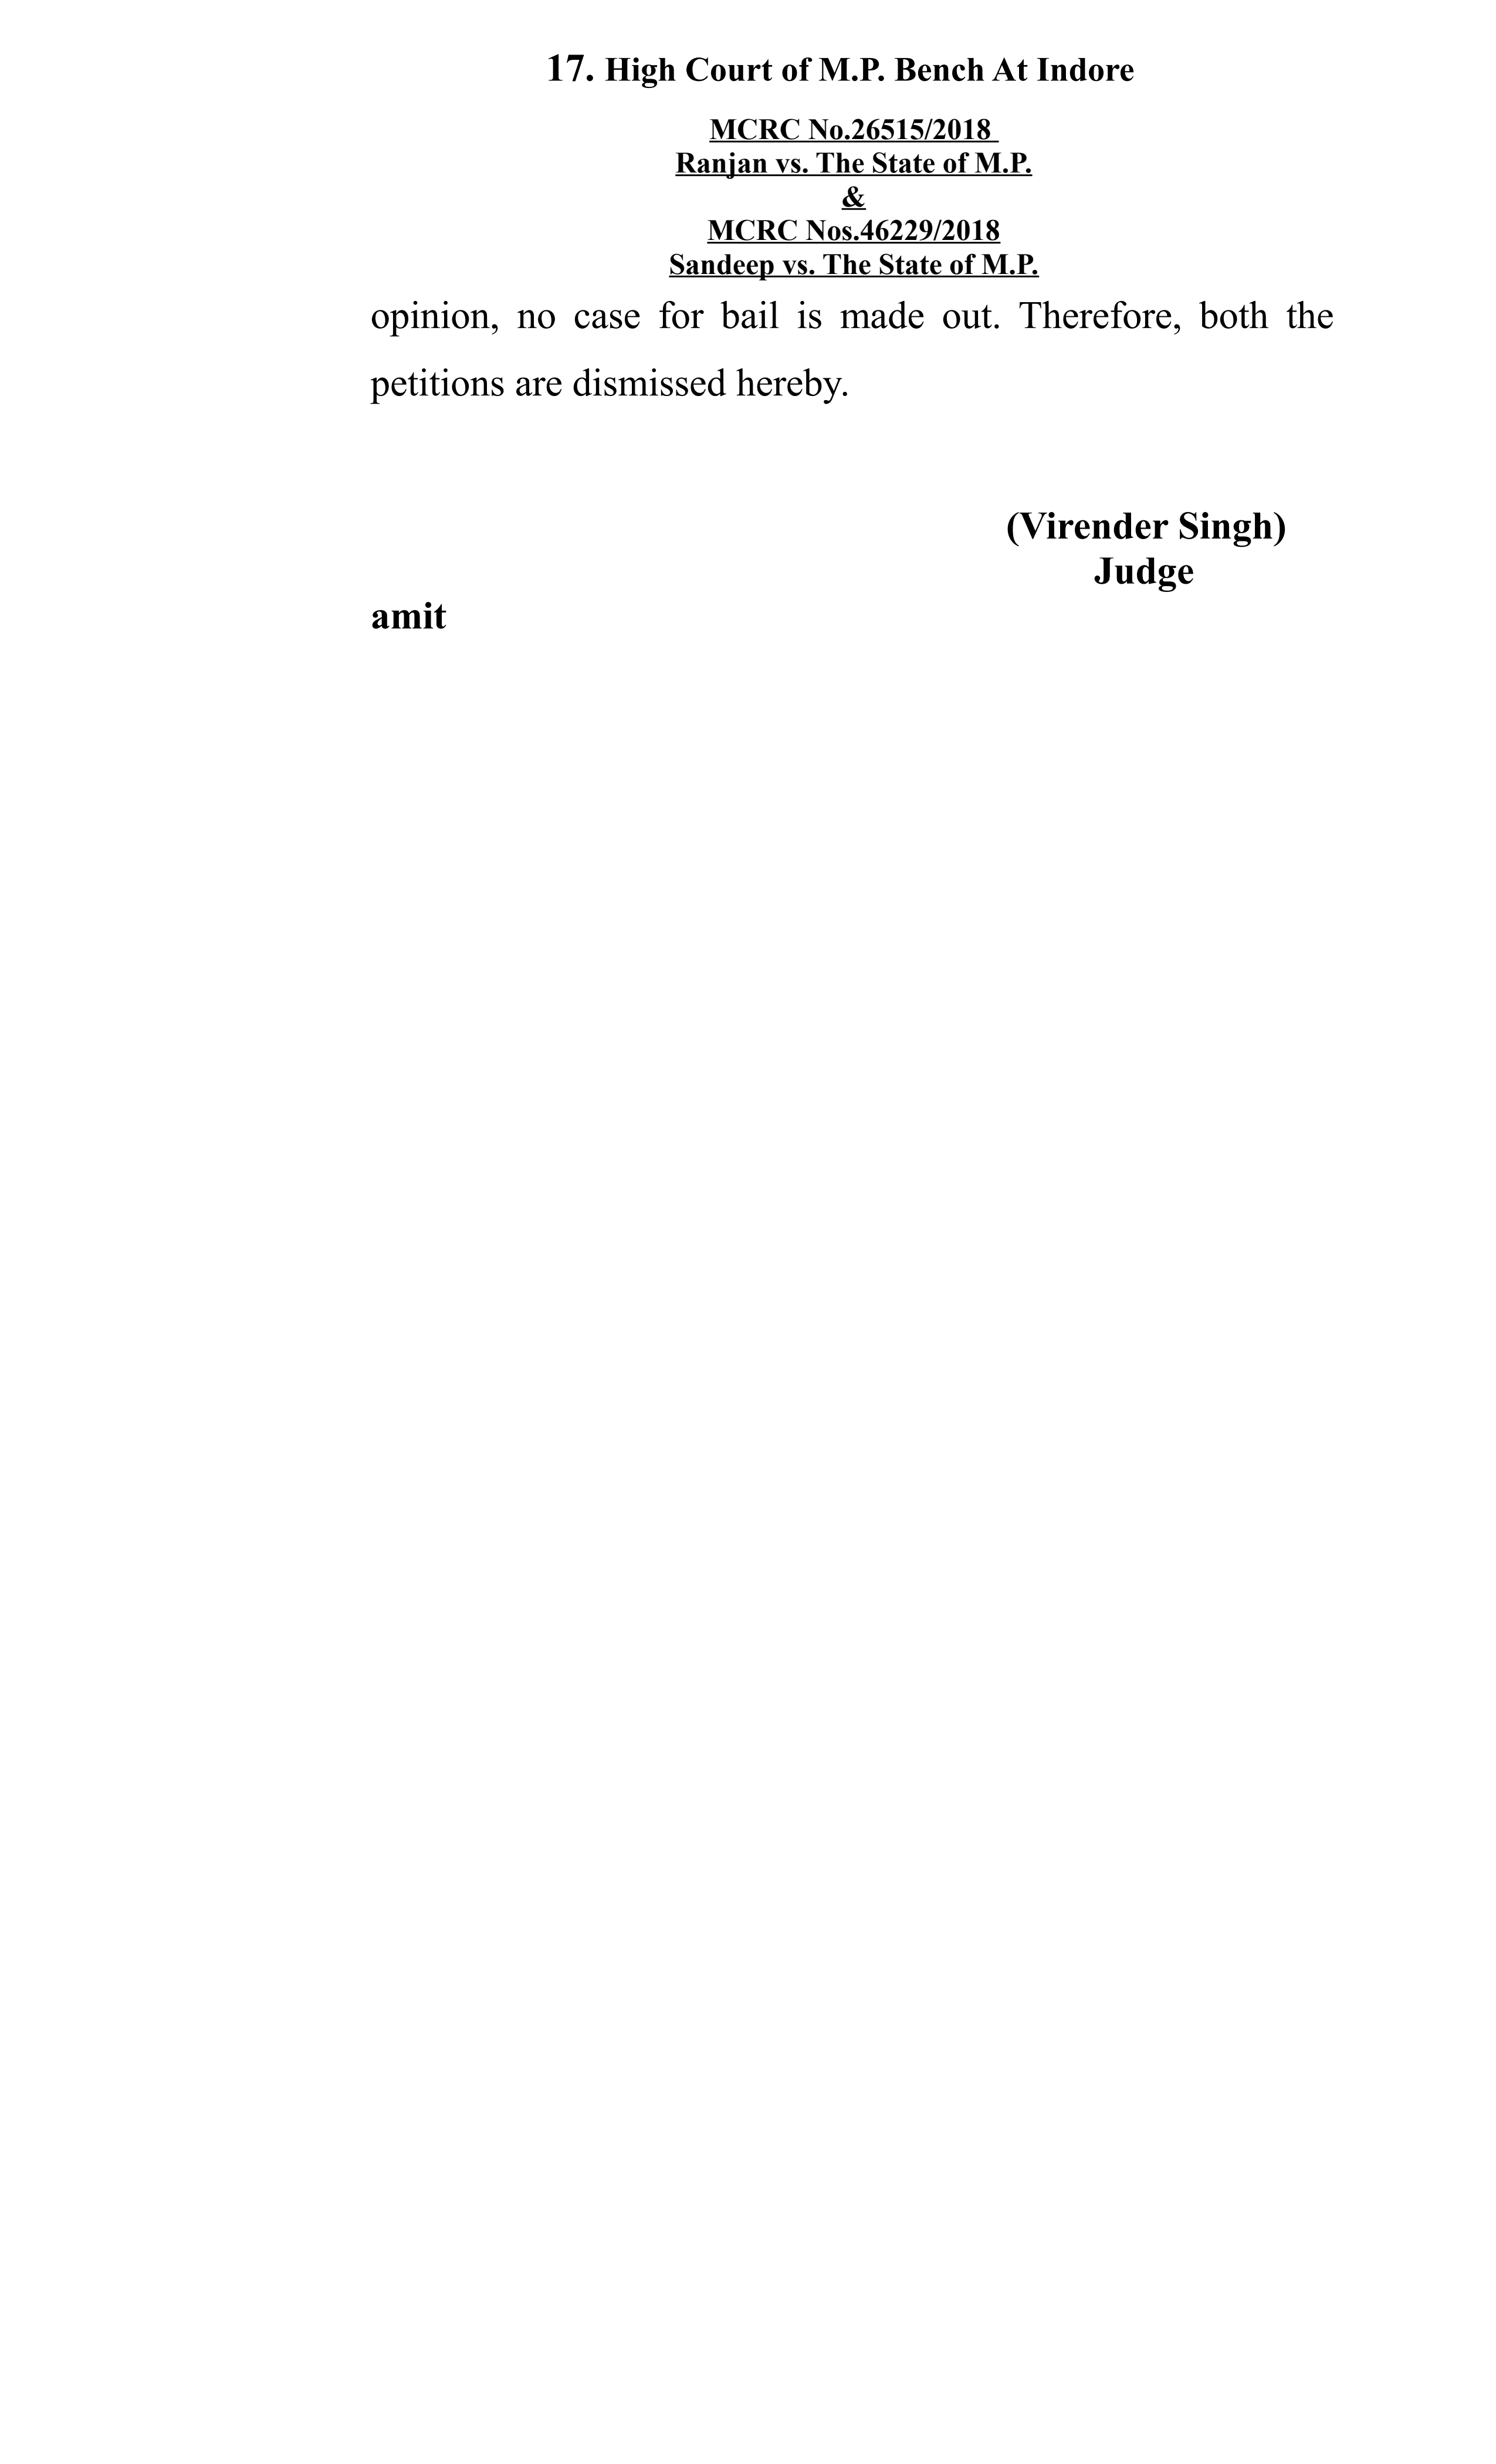 17. High Court of M.P. Bench At Indore
MCRC No.26515/2018
Ranjan vs. The State of M.P.
&
MCRC Nos.46229/2018
Sandeep vs. The State of M.P.
opinion, no case for bail is made out. Therefore, both the
petitions are dismissed hereby.
(Virender Singh)
Judge
amit